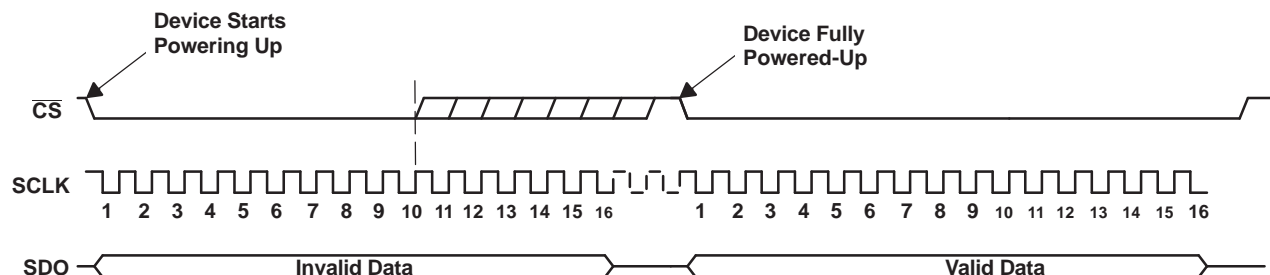 Device Starts
Powering Up
Device Fully
Powered-Up
CS
SCLK
1 2 3 4 5 6 7 8 9 10 11 12 13 14 15 16 1 2 3 4 5 6 7 8 9 10 11 12 13 14 15 16
SDO Invalid Data Valid Data